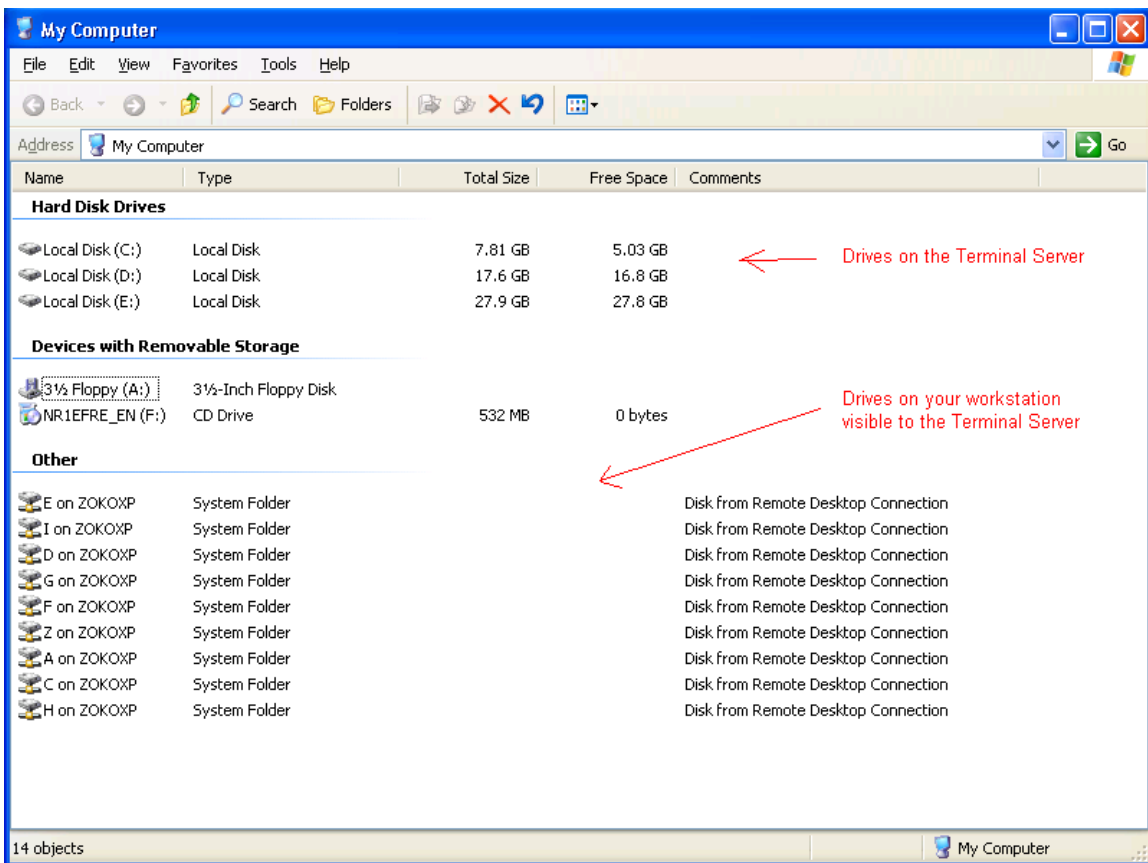 My Computer
File Edit View Favorites Tools Help
Back Search Folders
Address My Computer Go
Name Type Total Size Free Space Comments
Hard Disk Drives
Local Disk (C:) Local Disk 7.81 GB 5.03 GB Drives on the Terminal Server
Local Disk (D:) Local Disk 17.6 GB 16.8 GB
Local Disk (E:) Local Disk 27.9 GB 27.8 GB
Devices with Removable Storage
3½ Floppy (A:) 3½-Inch Floppy Disk
NR1EFRE_EN (F:) CD Drive 532 MB 0 bytes
Drives on your workstation
visible to the Terminal Server
Other
E on ZOKOXP System Folder Disk from Remote Desktop Connection
I on ZOKOXP System Folder Disk from Remote Desktop Connection
D on ZOKOXP System Folder Disk from Remote Desktop Connection
G on ZOKOXP System Folder Disk from Remote Desktop Connection
F on ZOKOXP System Folder Disk from Remote Desktop Connection
Z on ZOKOXP System Folder Disk from Remote Desktop Connection
A on ZOKOXP System Folder Disk from Remote Desktop Connection
C on ZOKOXP System Folder Disk from Remote Desktop Connection
H on ZOKOXP System Folder Disk from Remote Desktop Connection
14 objects My Computer